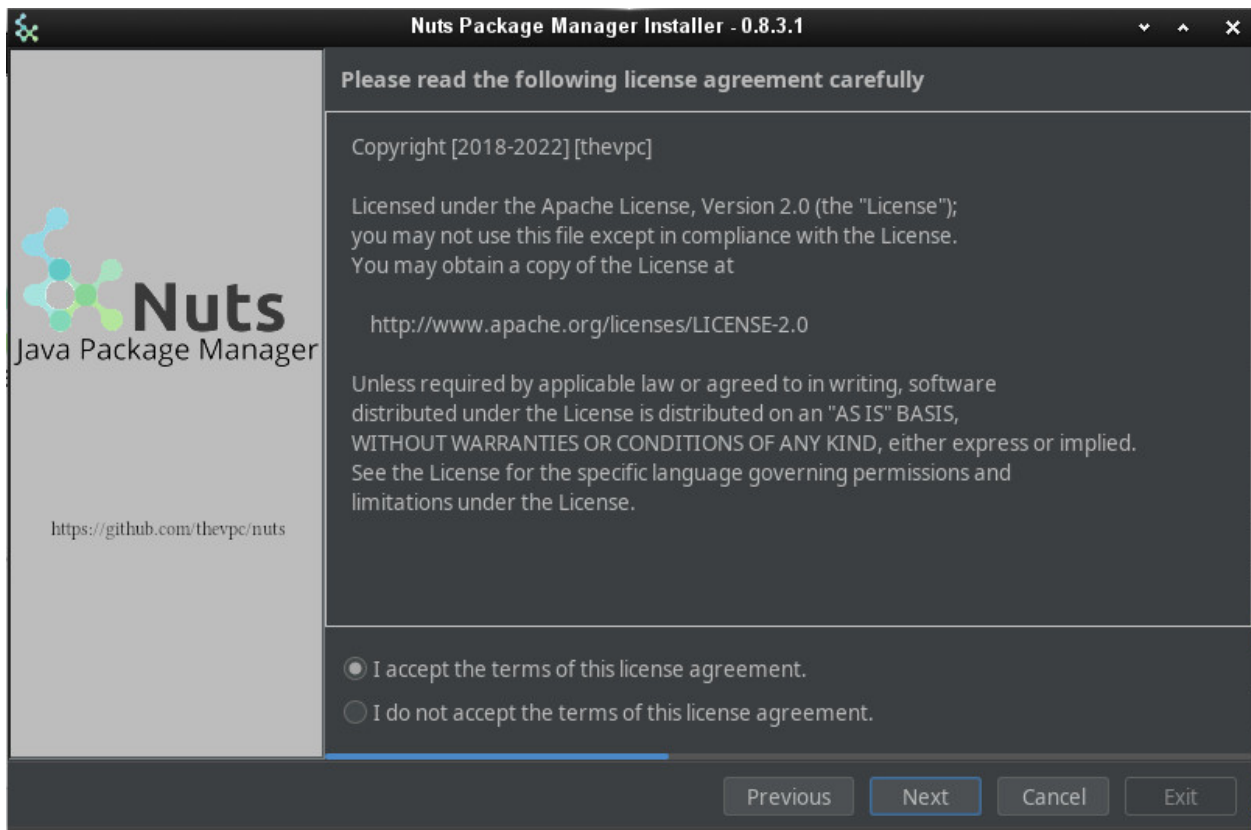 Nuts Package Manager Installer - 0.8.3.1
Nuts
Java Package Manager
https://github.com/thevpc/nuts
Please read the following license agreement carefully
Copyright [2018-2022] [thevpc]
Licensed under the Apache License, Version 2.0 (the "License");
you may not use this file except in compliance with the License.
You may obtain a copy of the License at
http://www.apache.org/licenses/LICENSE-2.0
Unless required by applicable law or agreed to in writing, software
distributed under the License is distributed on an "AS IS" BASIS,
WITHOUT WARRANTIES OR CONDITIONS OF ANY KIND, either express or implied.
See the License for the specific language governing permissions and
limitations under the License.
I accept the terms of this license agreement.
I do not accept the terms of this license agreement.
Previous Next Cancel Exit